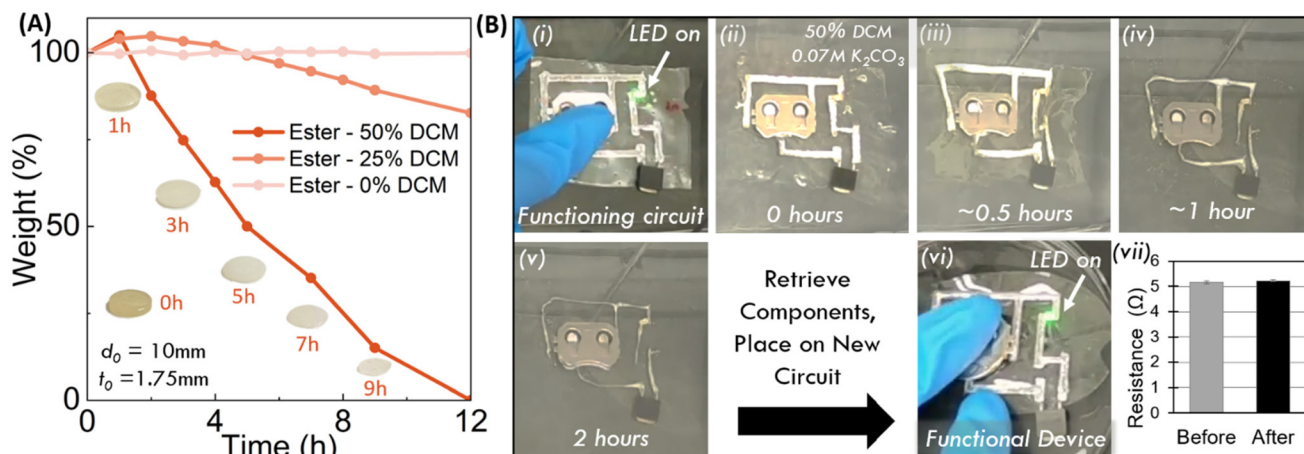 (A)
100
50
0
Weight (%)
0
4
8
12
Time (h)
Ester - 50% DCM
Ester - 25% DCM
Ester - 0% DCM
1h
3h
0h
5h
7h
9h
d₀ = 10mm
t₀ = 1.75mm
(B)
(i)
LED on
Functioning circuit
(ii)
50% DCM
0.07M K₂CO₃
0 hours
(iii)
~0.5 hours
(iv)
~1 hour
(v)
2 hours
Retrieve
Components,
Place on New
Circuit
(vi)
LED on
Functional Device
(vii)
Resistance (Ω)
6
5
4
3
2
1
0
Before
After